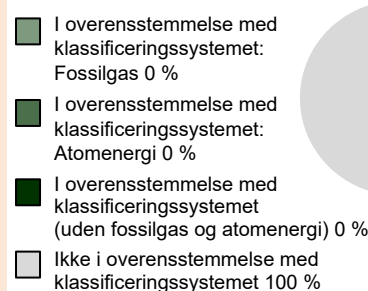 I overensstemmelse med
klassificeringssystemet:
Fossilgas 0 %
I overensstemmelse med
klassificeringssystemet:
Atomenergi 0 %
I overensstemmelse med
klassificeringssystemet
(uden fossilgas og atomenergi) 0 %
Ikke i overensstemmelse med
klassificeringssystemet 100 %